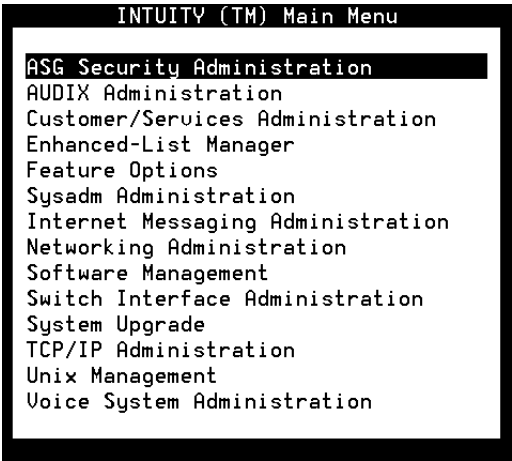 INTUITY (TM) Main Menu
ASG Security Administration
AUDIX Administration
Customer/Services Administration
Enhanced-List Manager
Feature Options
Sysadm Administration
Internet Messaging Administration
Networking Administration
Software Management
Switch Interface Administration
System Upgrade
TCP/IP Administration
Unix Management
Voice System Administration